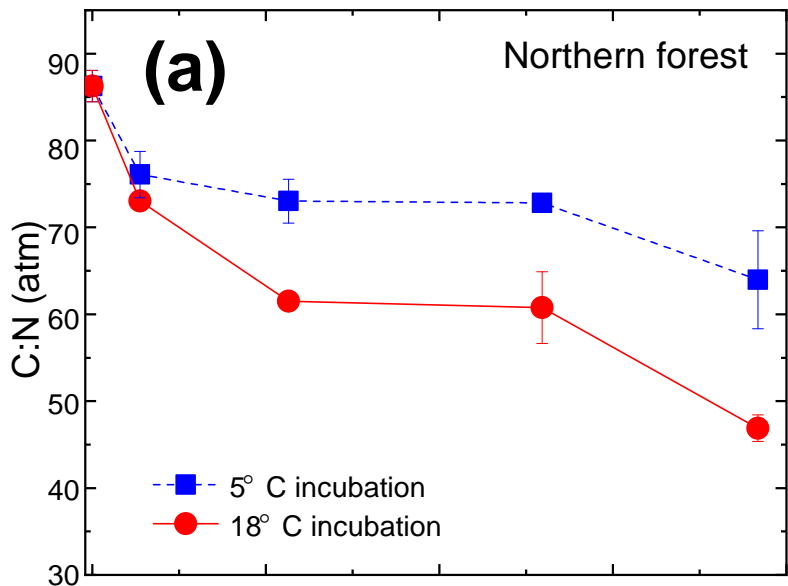 (a)
Northern forest
90
80
70
60
50
40
30
C:N (atm)
5° C incubation
18° C incubation